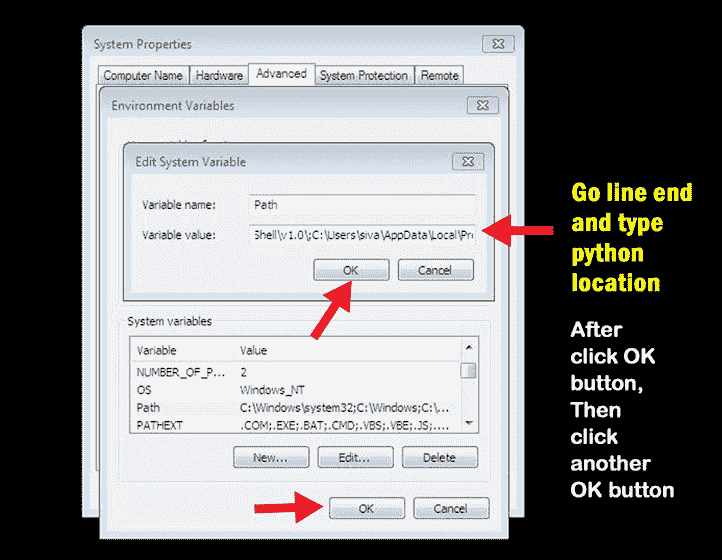 System Properties
Computer Name Hardware Advanced System Protection Remote
Environment Variables
Edit System Variable
Variable name: Path
Variable value: Shell\v1.0\;C:\Users\siva\AppData\Local\Pr
OK Cancel
System variables
Variable Value
NUMBER_OF_P... 2
OS Windows_NT
Path C:\Windows\system32;C:\Windows;C:\...
PATHEXT .COM;.EXE;.BAT;.CMD;.VBS;.VBE;.JS;....
New... Edit... Delete
OK Cancel
Go line end
and type
python
location
After
click OK
button,
Then
click
another
OK button